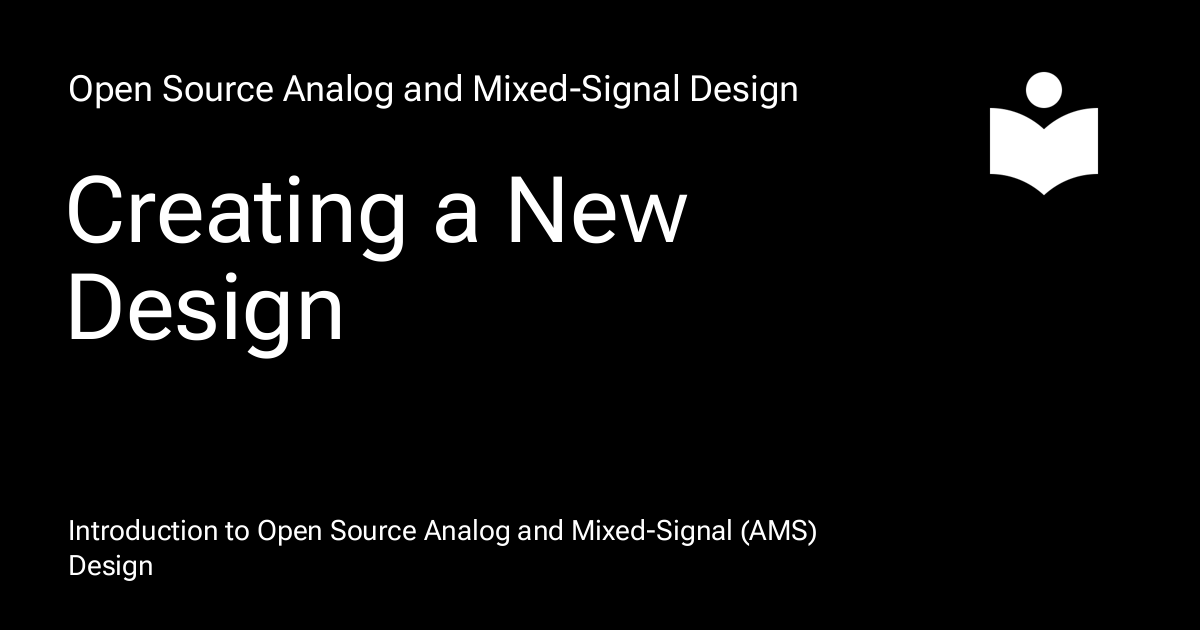 Open Source Analog and Mixed-Signal Design
Creating a New
Design
Introduction to Open Source Analog and Mixed-Signal (AMS)
Design